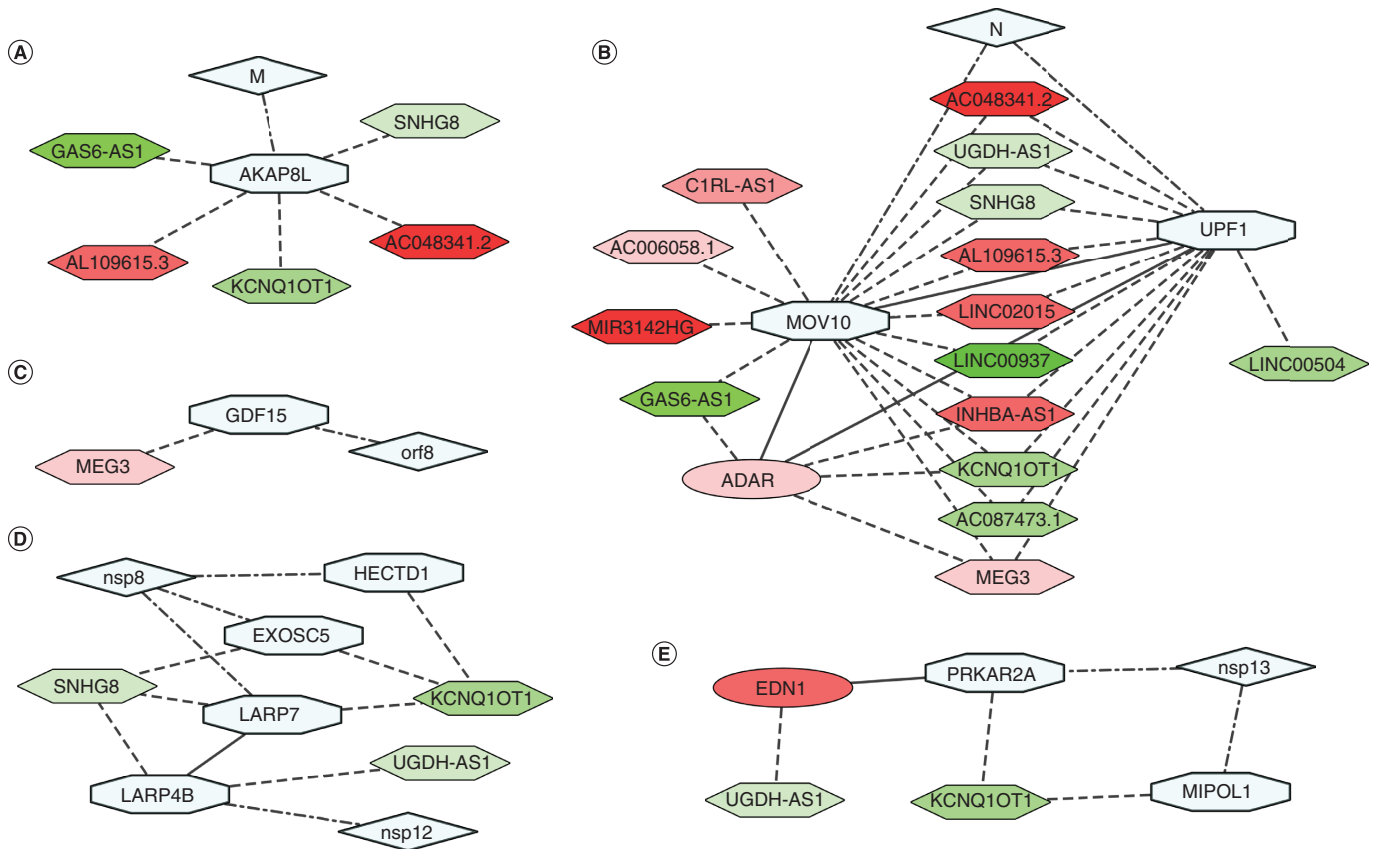 A
M
SNHG8
GAS6-AS1
AKAP8L
AC048341.2
AL109615.3
KCNQ1OT1
B
N
AC048341.2
UGDH-AS1
C1RL-AS1
SNHG8
UPF1
AC006058.1
AL109615.3
LINC02015
MIR3142HG
MOV10
LINC00937
LINC00504
GAS6-AS1
INHBA-AS1
KCNQ1OT1
ADAR
AC087473.1
MEG3
C
GDF15
orf8
MEG3
D
nsp8
HECTD1
EXOSC5
SNHG8
KCNQ1OT1
LARP7
UGDH-AS1
LARP4B
nsp12
E
PRKAR2A
nsp13
EDN1
UGDH-AS1
KCNQ1OT1
MIPOL1